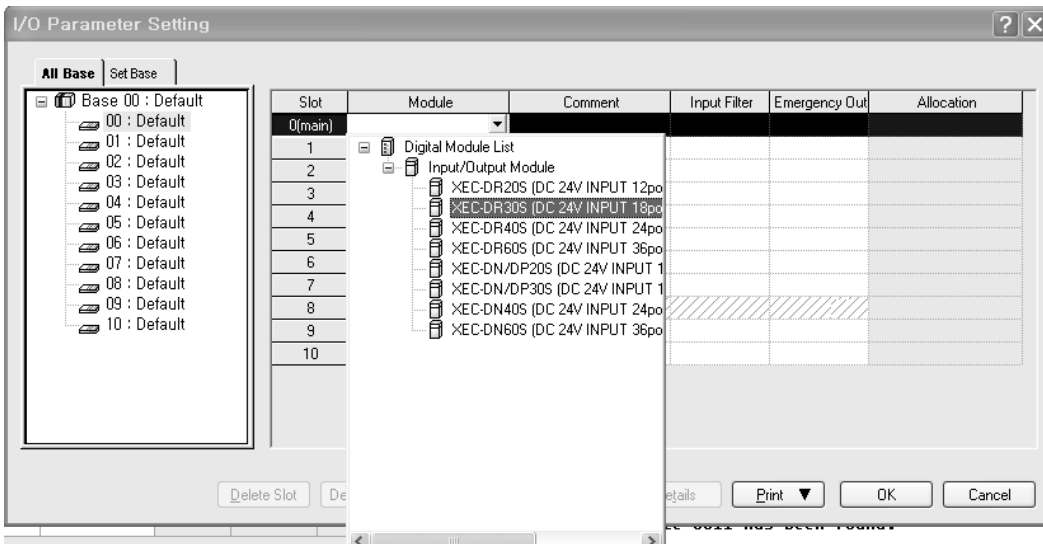 I/O Parameter Setting
All Base Set Base
Base 00 : Default
00 : Default
01 : Default
02 : Default
03 : Default
04 : Default
05 : Default
06 : Default
07 : Default
08 : Default
09 : Default
10 : Default
Slot Module Comment Input Filter Emergency Out Allocation
0(main)
1
2
3
4
5
6
7
8
9
10
Digital Module List
Input/Output Module
XEC-DR20S (DC 24V INPUT 12po
XEC-DR30S (DC 24V INPUT 18po
XEC-DR40S (DC 24V INPUT 24po
XEC-DR60S (DC 24V INPUT 36po
XEC-DN/DP20S (DC 24V INPUT 1
XEC-DN/DP30S (DC 24V INPUT 1
XEC-DN40S (DC 24V INPUT 24po
XEC-DN60S (DC 24V INPUT 36po
Delete Slot De etails Print ▼ OK Cancel
has been found.